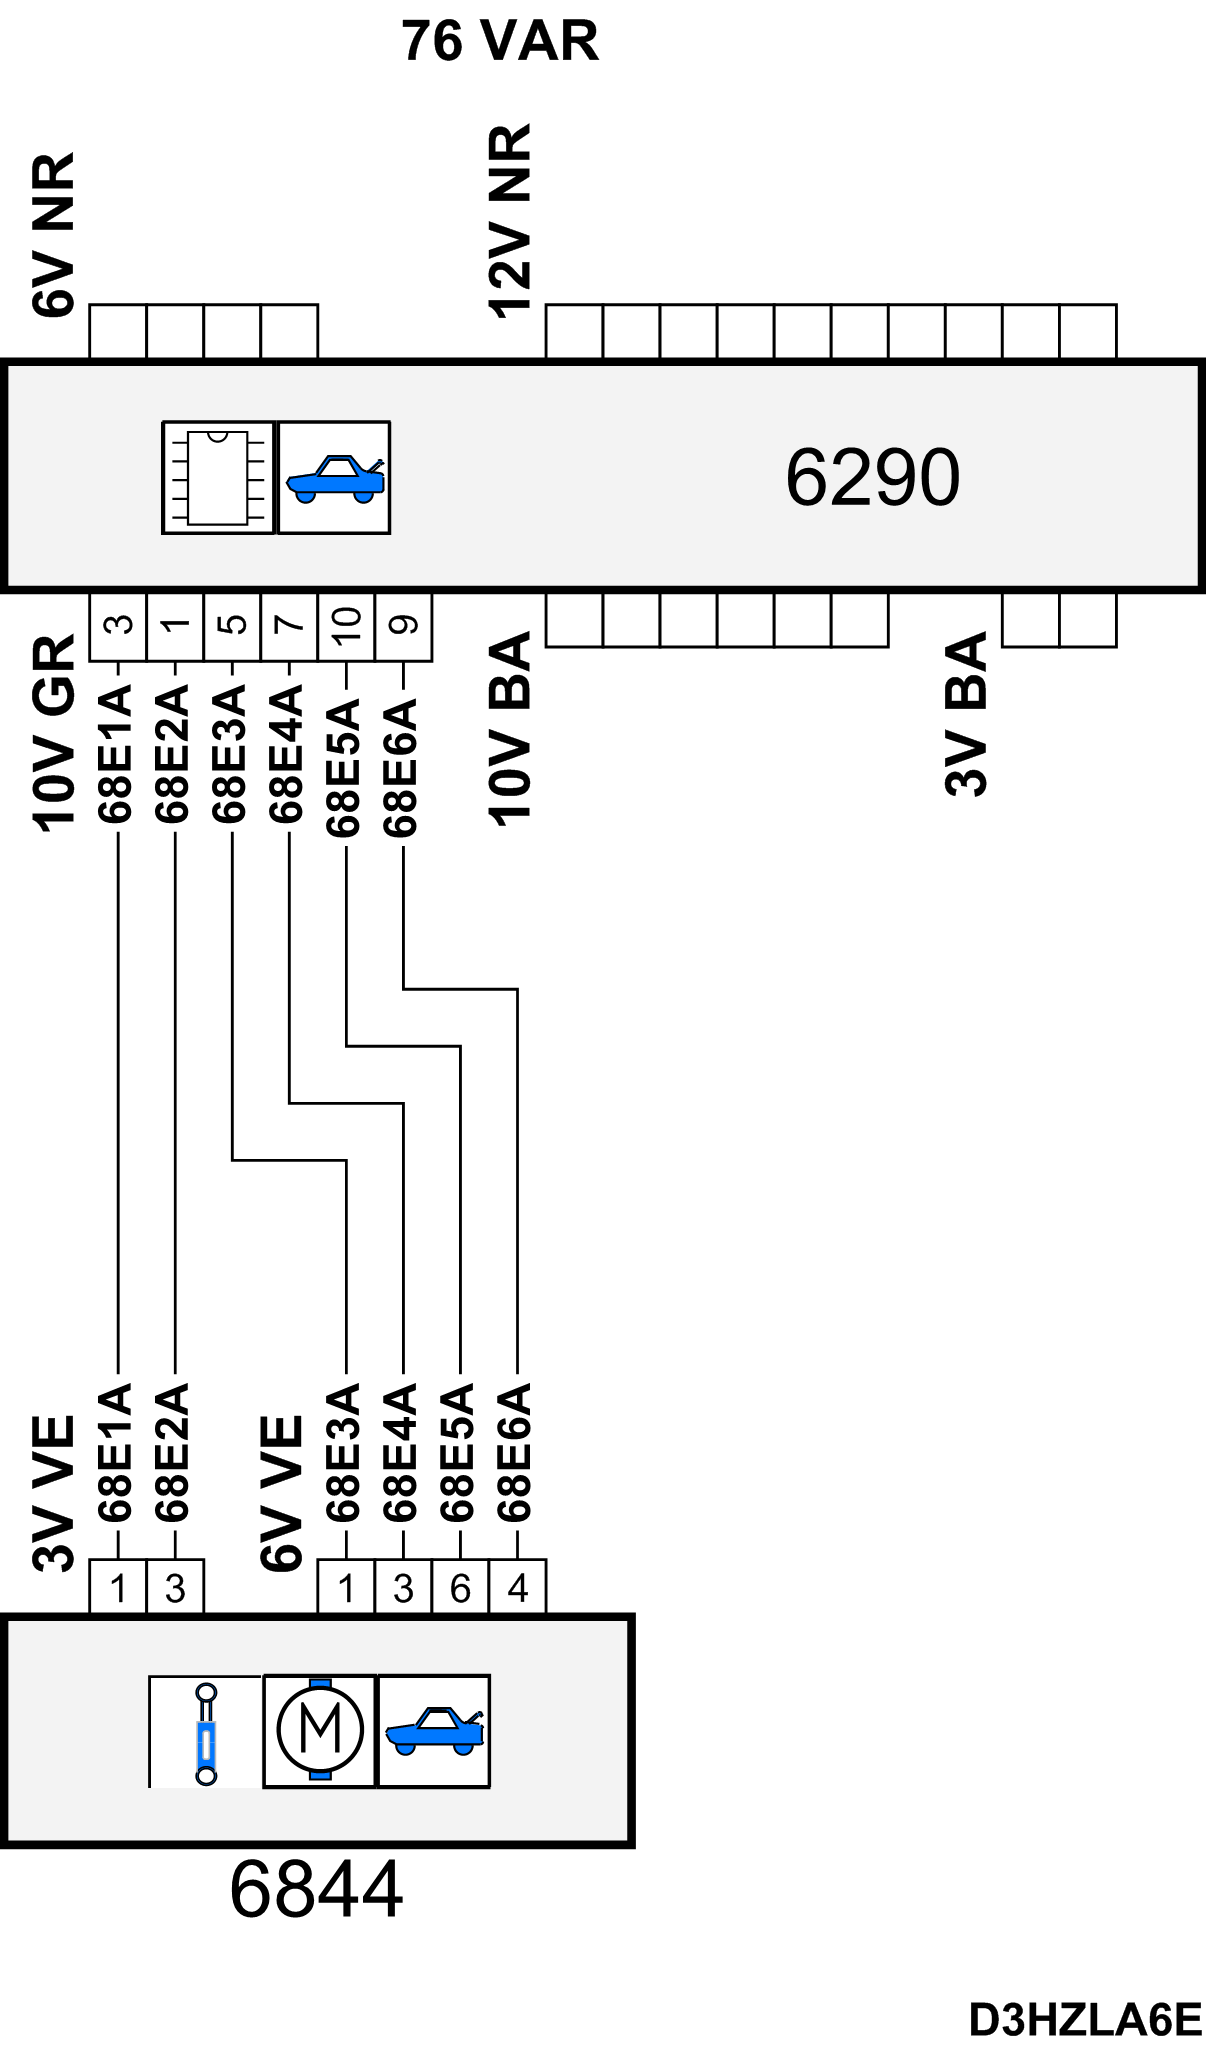 76 VAR
6V NR
12V NR
6290
10V GR
3
1
5
7
10
9
68E1A
68E2A
68E3A
68E4A
68E5A
68E6A
10V BA
3V BA
3V VE
68E1A
68E2A
6V VE
68E3A
68E4A
68E5A
68E6A
1
3
1
3
6
4
M
6844
D3HZLA6E